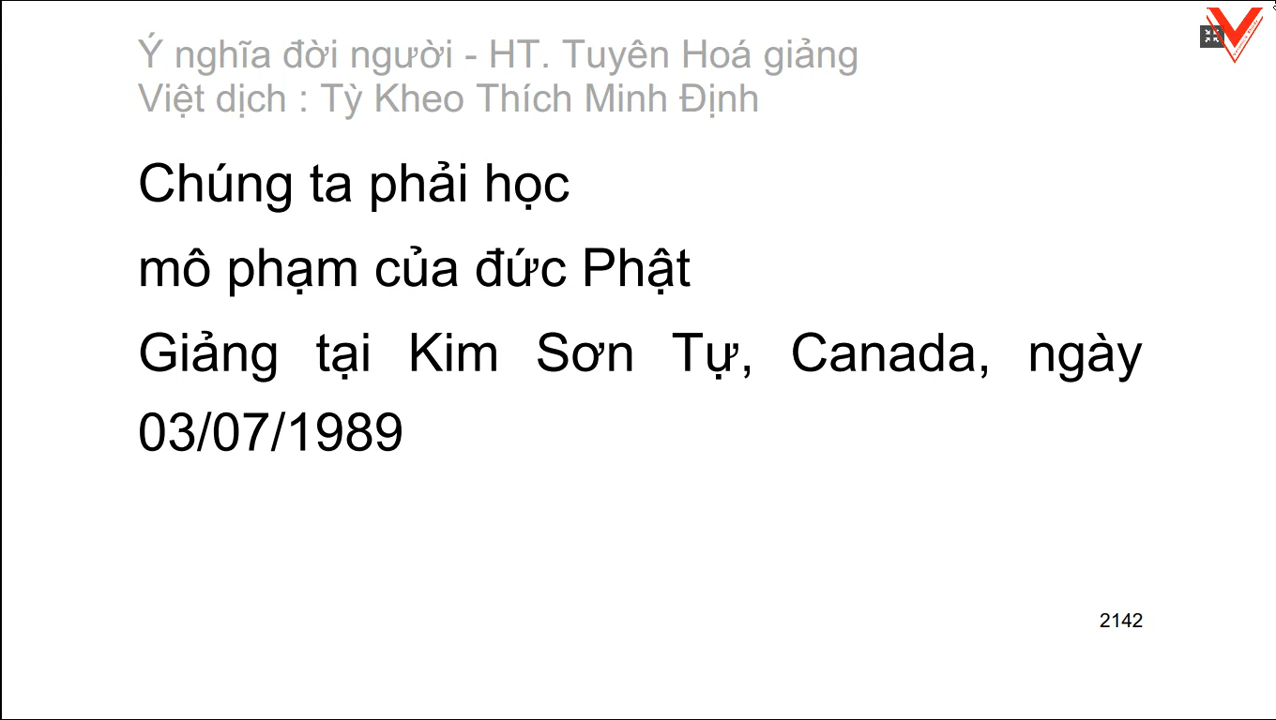 Ý nghĩa đời người - HT. Tuyên Hoá giảng
Việt dịch : Tỳ Kheo Thích Minh Định
Chúng ta phải học
mô phạm của đức Phật
Giảng tại Kim Sơn Tự, Canada, ngày
03/07/1989
2142